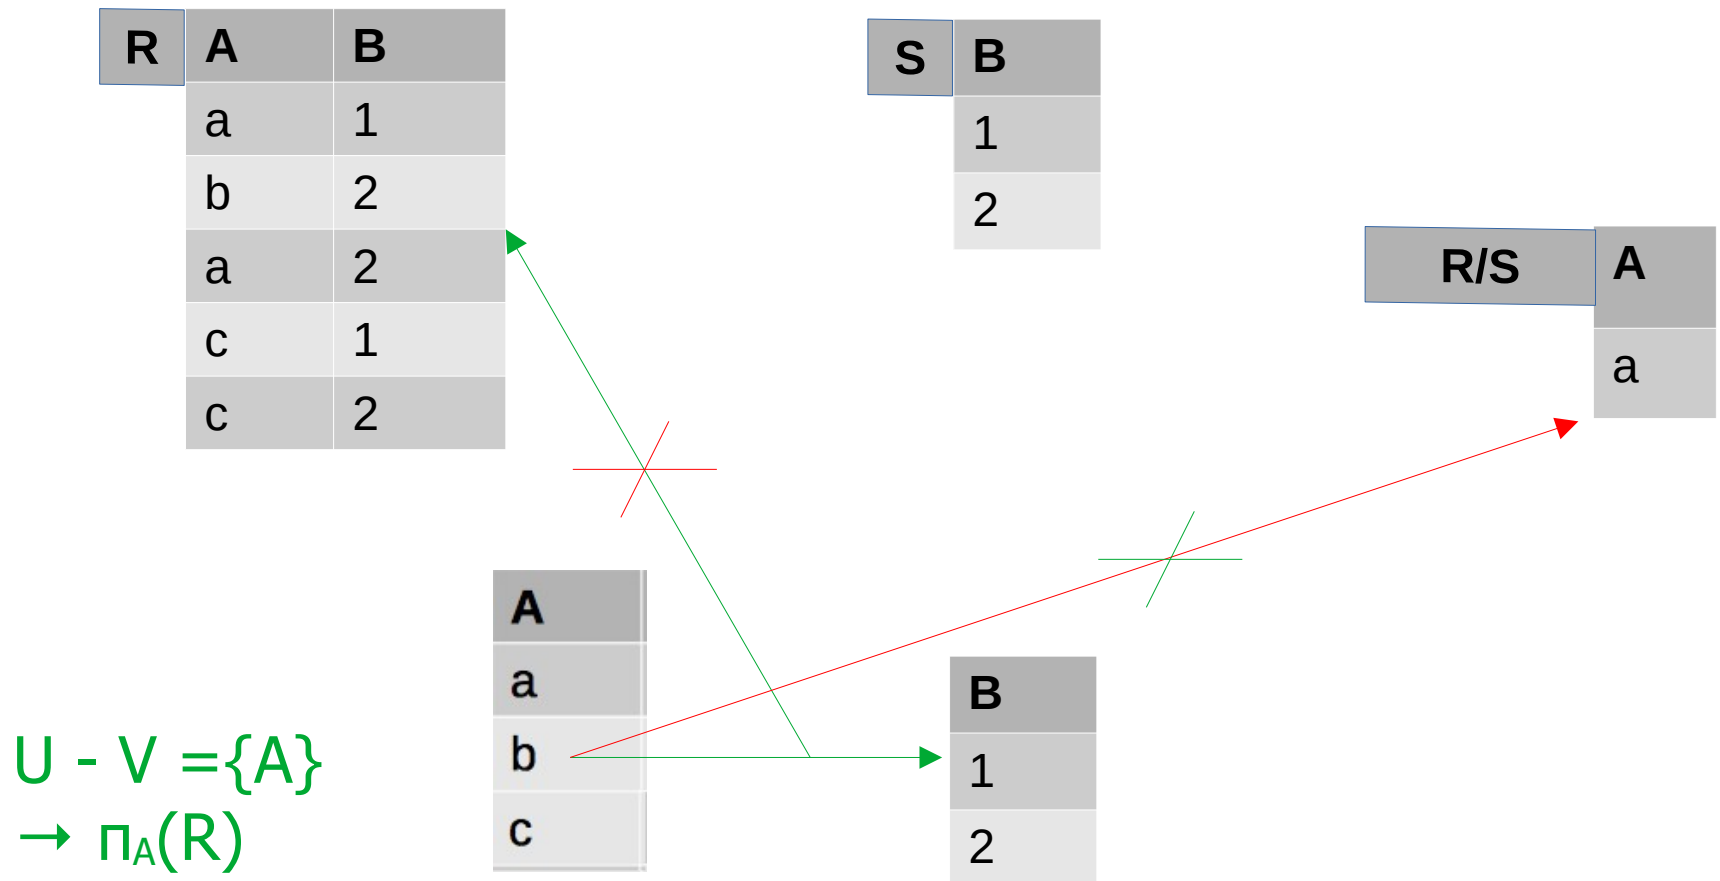 R A B
a 1
b 2
a 2
c 1
c 2
S B
1
2
R/S A
a
A
a
b
c
B
1
2
U - V ={A}
→ πA(R)